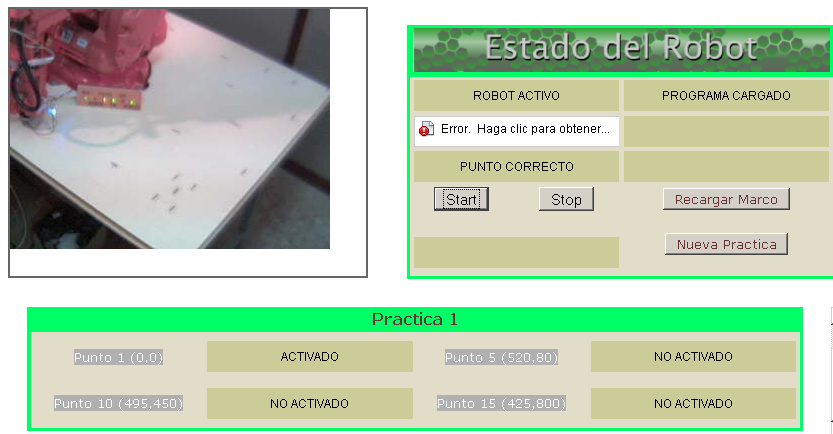 Estado del Robot
ROBOT ACTIVO
PROGRAMA CARGADO
Error. Haga clic para obtener...
PUNTO CORRECTO
Start
Stop
Recargar Marco
Nueva Practica
Practica 1
Punto 1 (0,0)
ACTIVADO
Punto 5 (520,80)
NO ACTIVADO
Punto 10 (495,450)
NO ACTIVADO
Punto 15 (425,800)
NO ACTIVADO